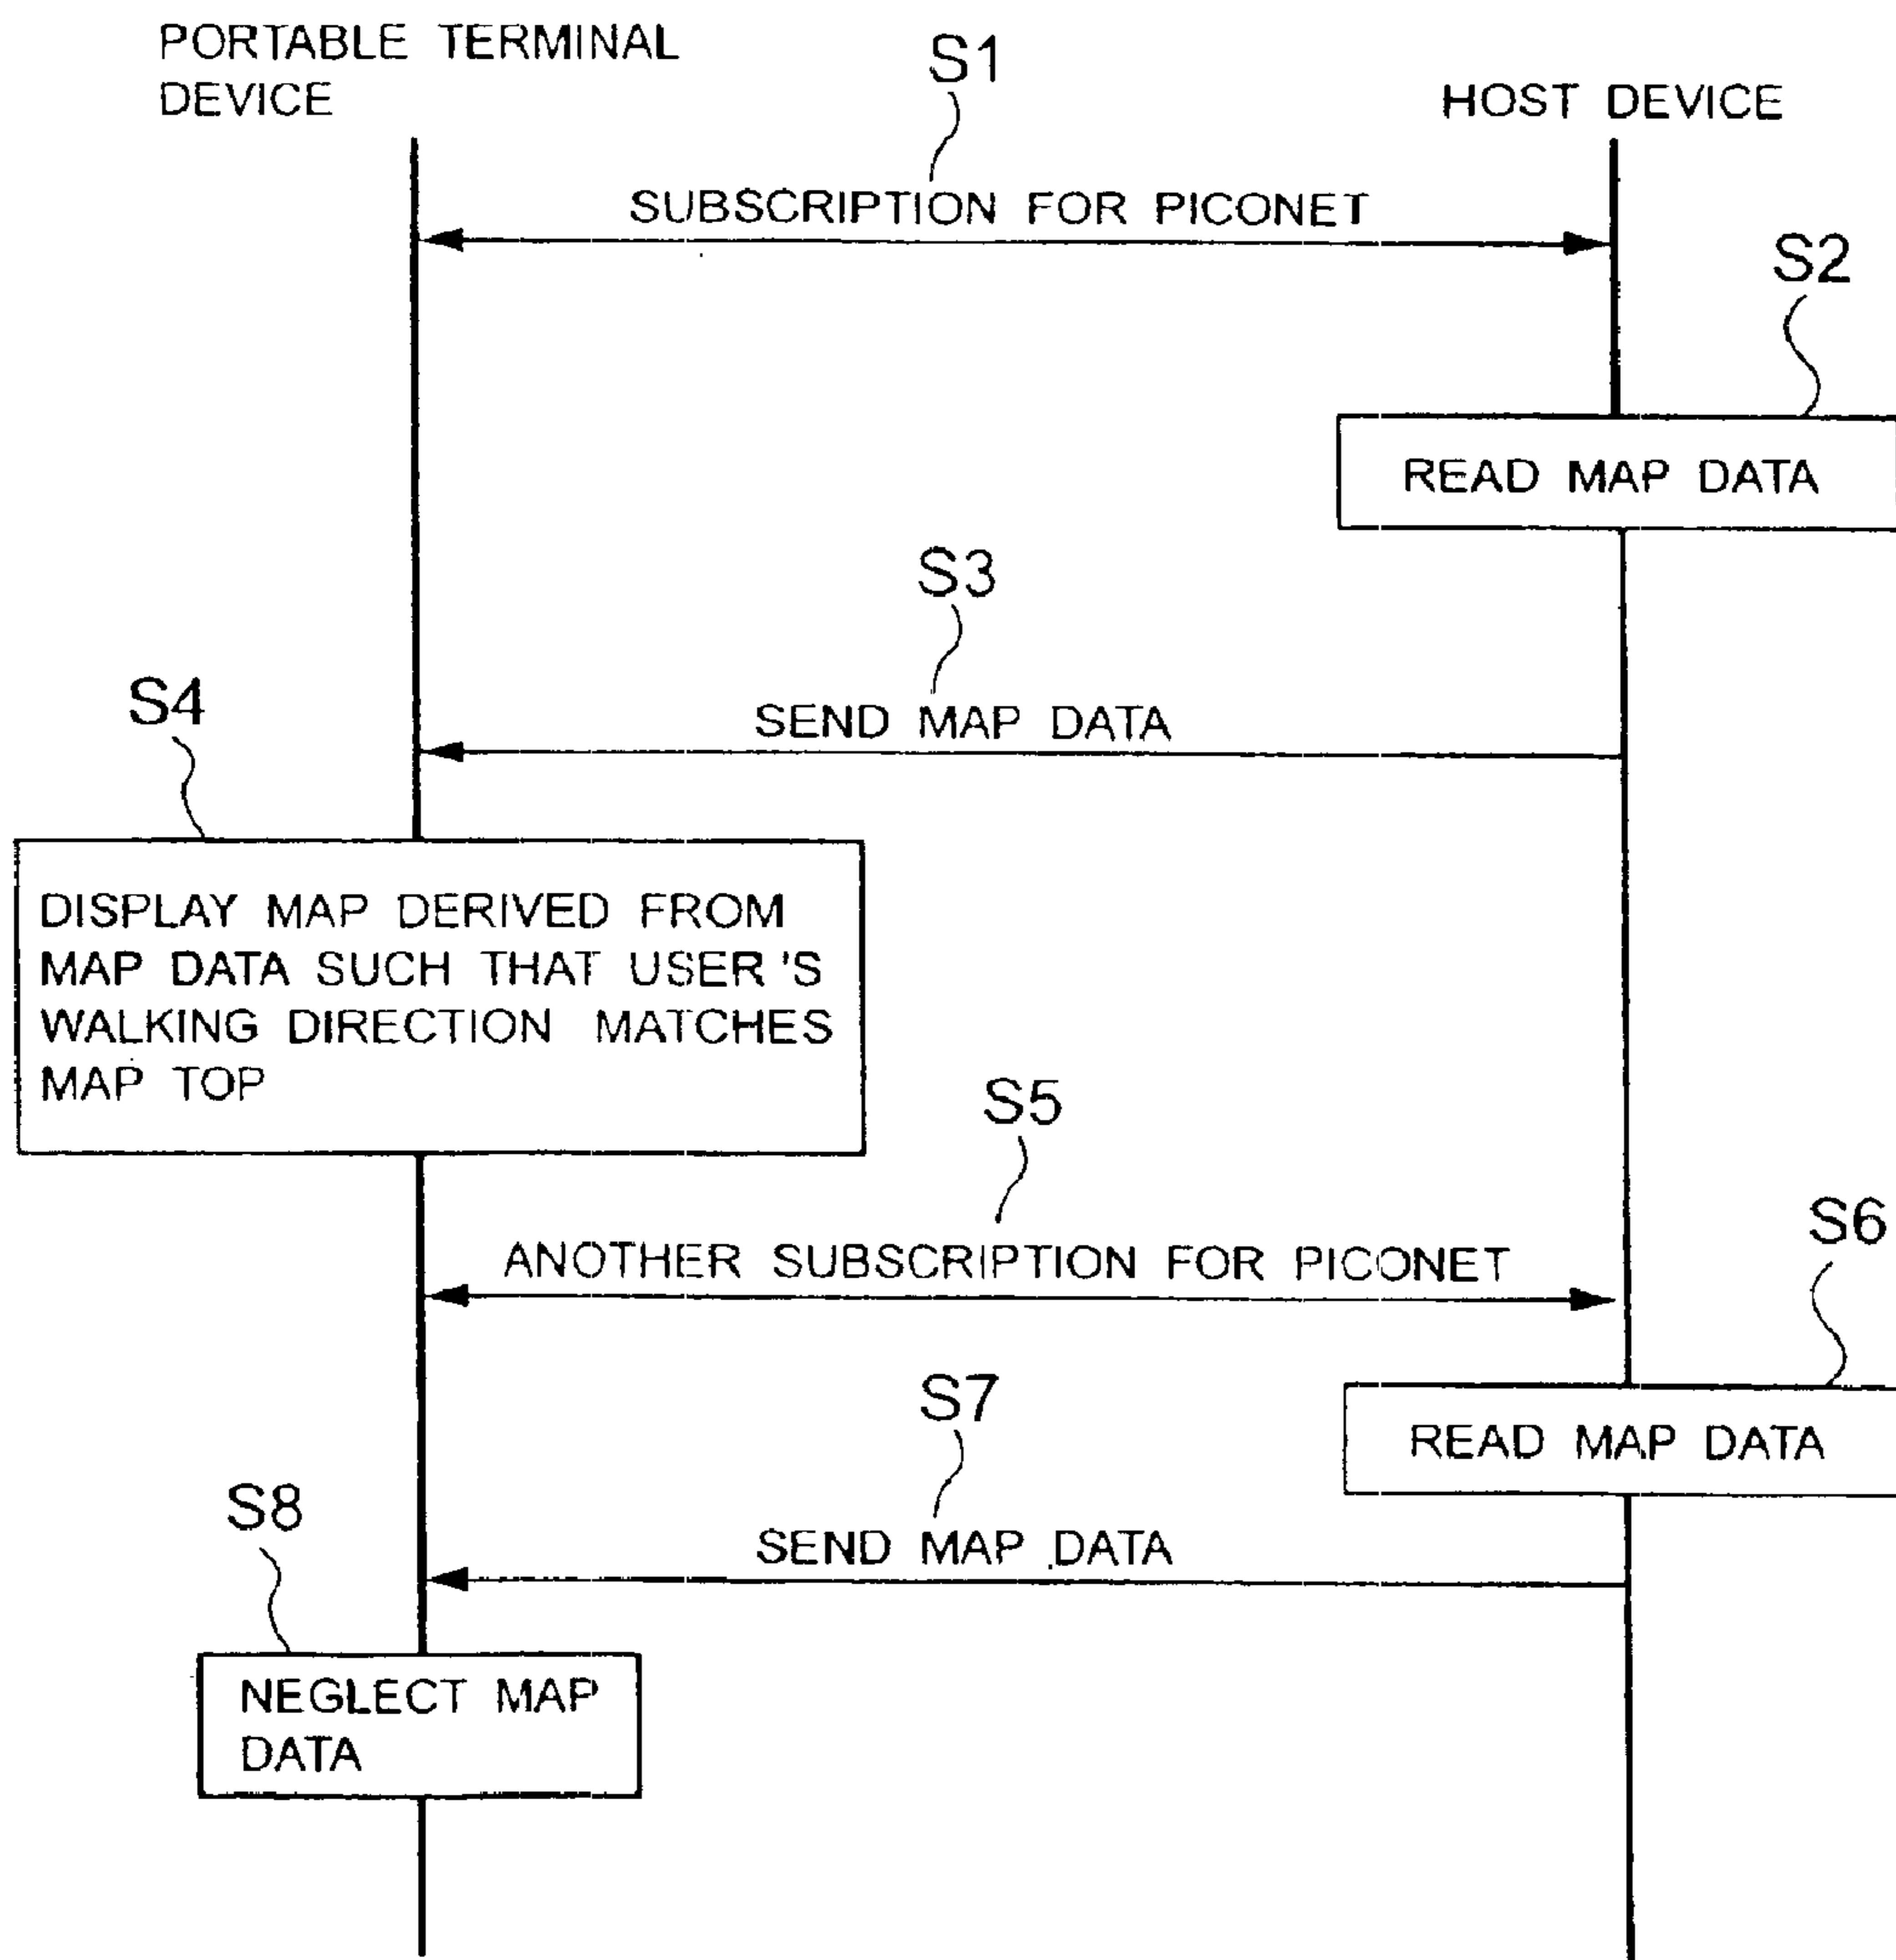 PORTABLE TERMINAL
DEVICE
S1
HOST DEVICE
SUBSCRIPTION FOR PICONET
S2
READ MAP DATA
S3
SEND MAP DATA
S4
DISPLAY MAP DERIVED FROM
MAP DATA SUCH THAT USER'S
WALKING DIRECTION MATCHES
MAP TOP
S5
ANOTHER SUBSCRIPTION FOR PICONET
S6
READ MAP DATA
S7
SEND MAP DATA
S8
NEGLECT MAP
DATA